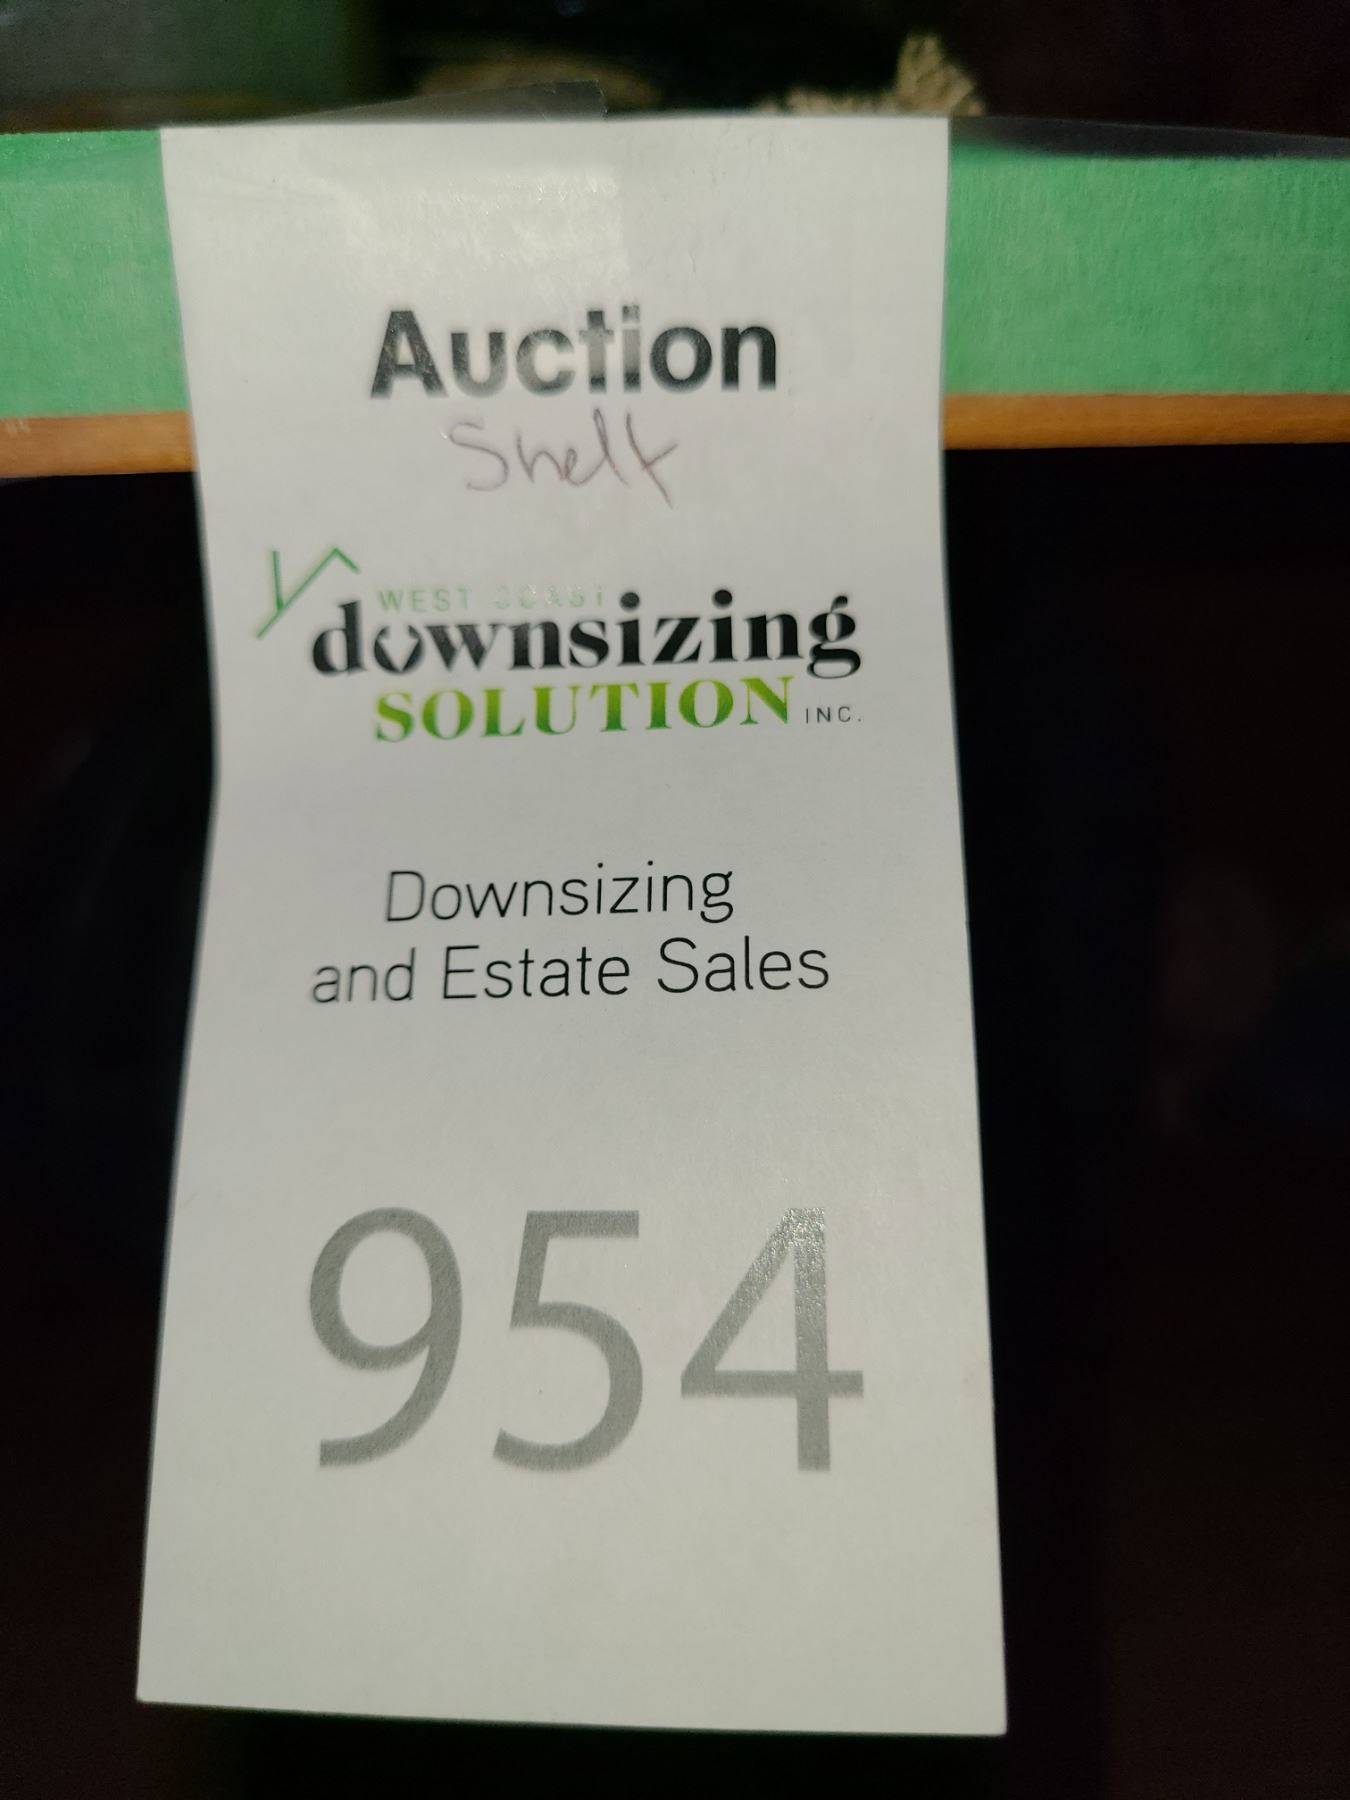 Auction
Shelf
WEST COAST
downsizing
SOLUTION INC.
Downsizing
and Estate Sales
954